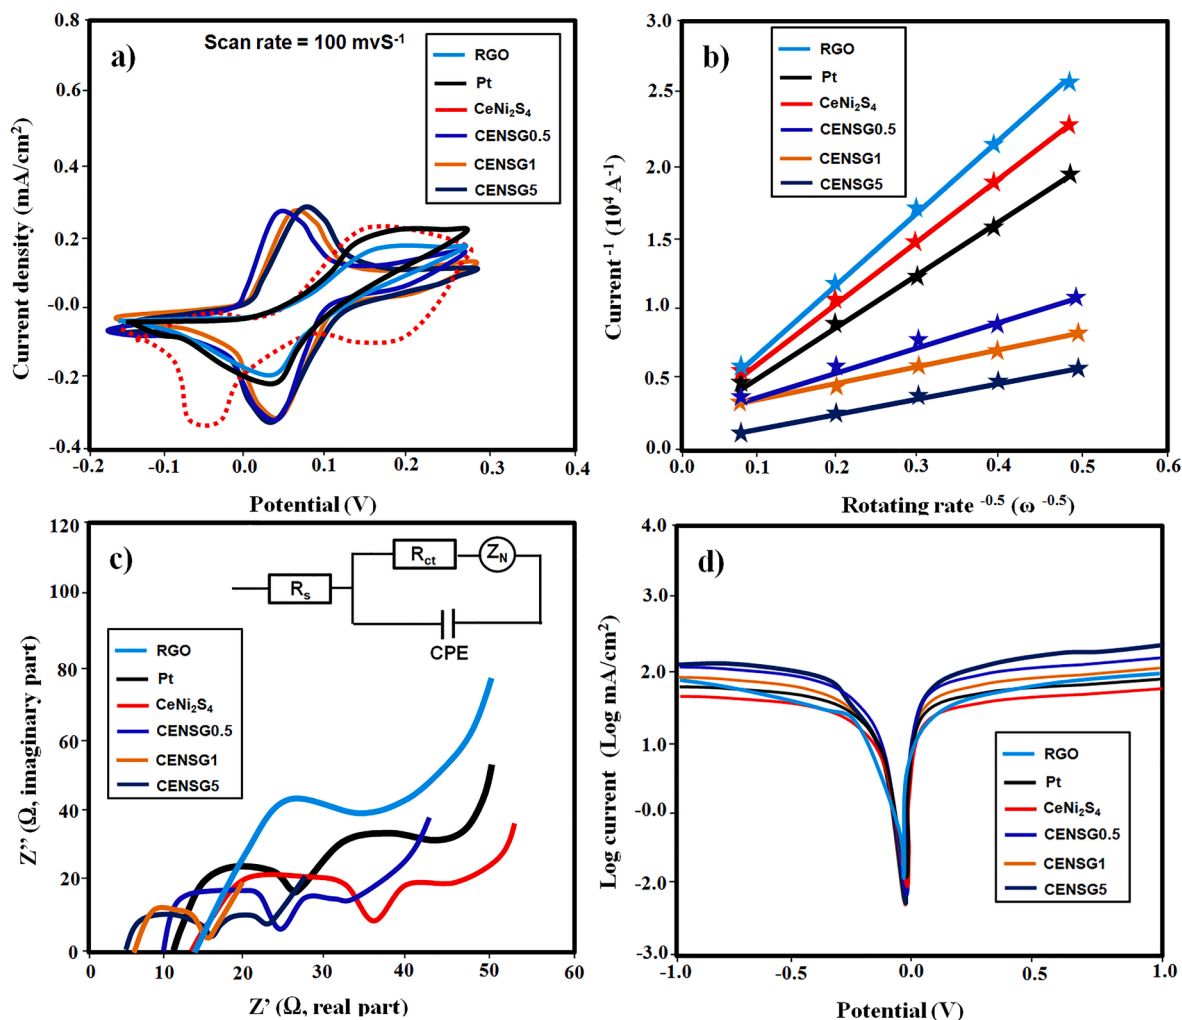 a)
Scan rate = 100 mvS-1
RGO
Pt
CeNi2S4
CENSG0.5
CENSG1
CENSG5
0.8
0.6
0.4
0.2
-0.0
-0.2
-0.4
Current density (mA/cm2)
-0.2
-0.1
0.0
0.1
0.2
0.3
0.4
Potential (V)
b)
RGO
Pt
CeNi2S4
CENSG0.5
CENSG1
CENSG5
3.0
2.5
2.0
1.5
1.0
0.5
0.0
Current-1 (104 A-1)
0.0
0.1
0.2
0.3
0.4
0.5
0.6
Rotating rate -0.5 (ω -0.5)
c)
Rs
Rct
ZN
CPE
RGO
Pt
CeNi2S4
CENSG0.5
CENSG1
CENSG5
120
100
80
60
40
20
0
Z’’ (Ω, imaginary part)
0
10
20
30
40
50
60
Z’ (Ω, real part)
d)
RGO
Pt
CeNi2S4
CENSG0.5
CENSG1
CENSG5
4.0
3.0
2.0
1.0
-0.0
-2.0
-3.0
Log current (Log mA/cm2)
-1.0
-0.5
0.0
0.5
1.0
Potential (V)